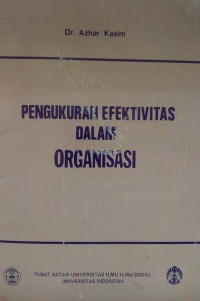 Dr. Azhar Kasim
PENGUKURAN EFEKTIVITAS
DALAM
ORGANISASI
PUSAT ANTAR UNIVERSITAS ILMU-ILMU SOSIAL
UNIVERSITAS INDONESIA